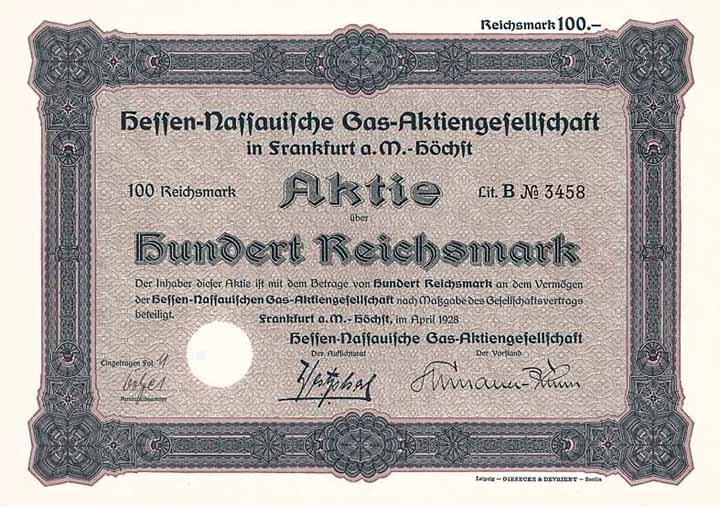 Reichsmark 100.–
Hessen-Nassauische Gas-Aktiengesellschaft
in Frankfurt a. M.-Höchst
100 Reichsmark Aktie Lit. B № 3458
über
Hundert Reichsmark
Der Inhaber dieser Aktie ist mit dem Betrage von Hundert Reichsmark an dem Vermögen
der Hessen-Nassauischen Gas-Aktiengesellschaft nach Maßgabe des Gesellschaftsvertrags
beteiligt. Frankfurt a. M.-Höchst, im April 1928
Hessen-Nassauische Gas-Aktiengesellschaft
Der Aufsichtsrat Der Vorstand
Eingetragen Fol.
Westphal
Leipzig — GIESECKE & DEVRIENT — Berlin